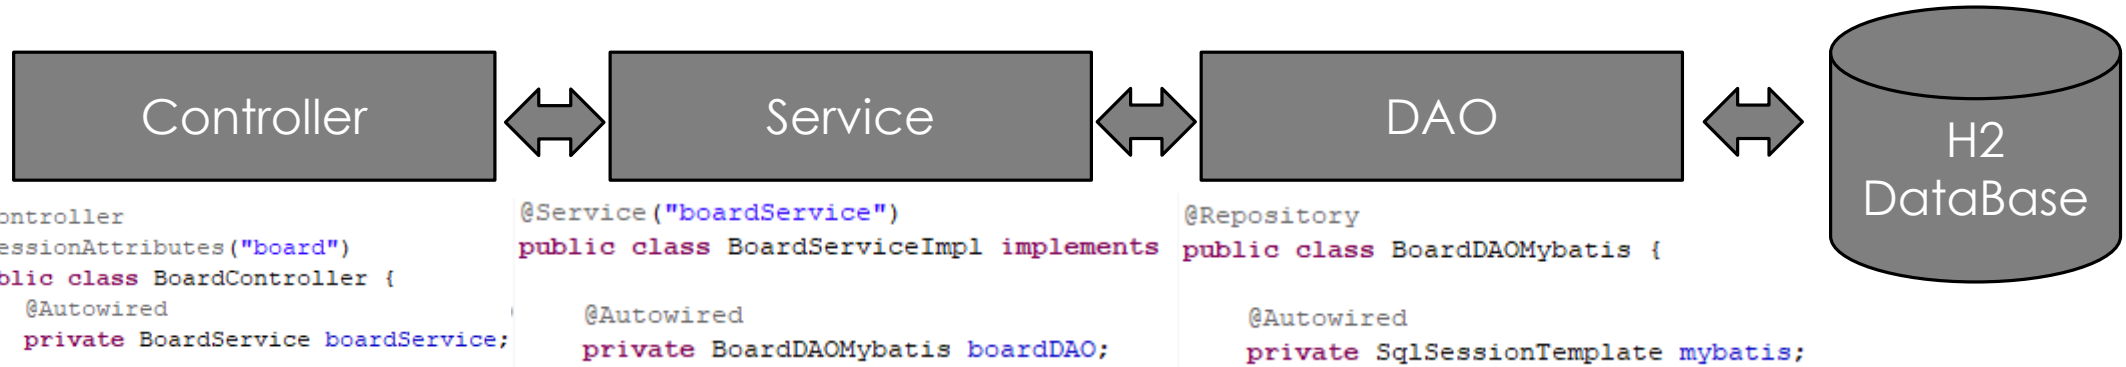 Controller
Service
DAO
H2
DataBase
ontroller
essionAttributes("board")
blic class BoardController {
@Autowired
private BoardService boardService;
@Service("boardService")
public class BoardServiceImpl implements
@Autowired
private BoardDAOMybatis boardDAO;
@Repository
public class BoardDAOMybatis {
@Autowired
private SqlSessionTemplate mybatis;